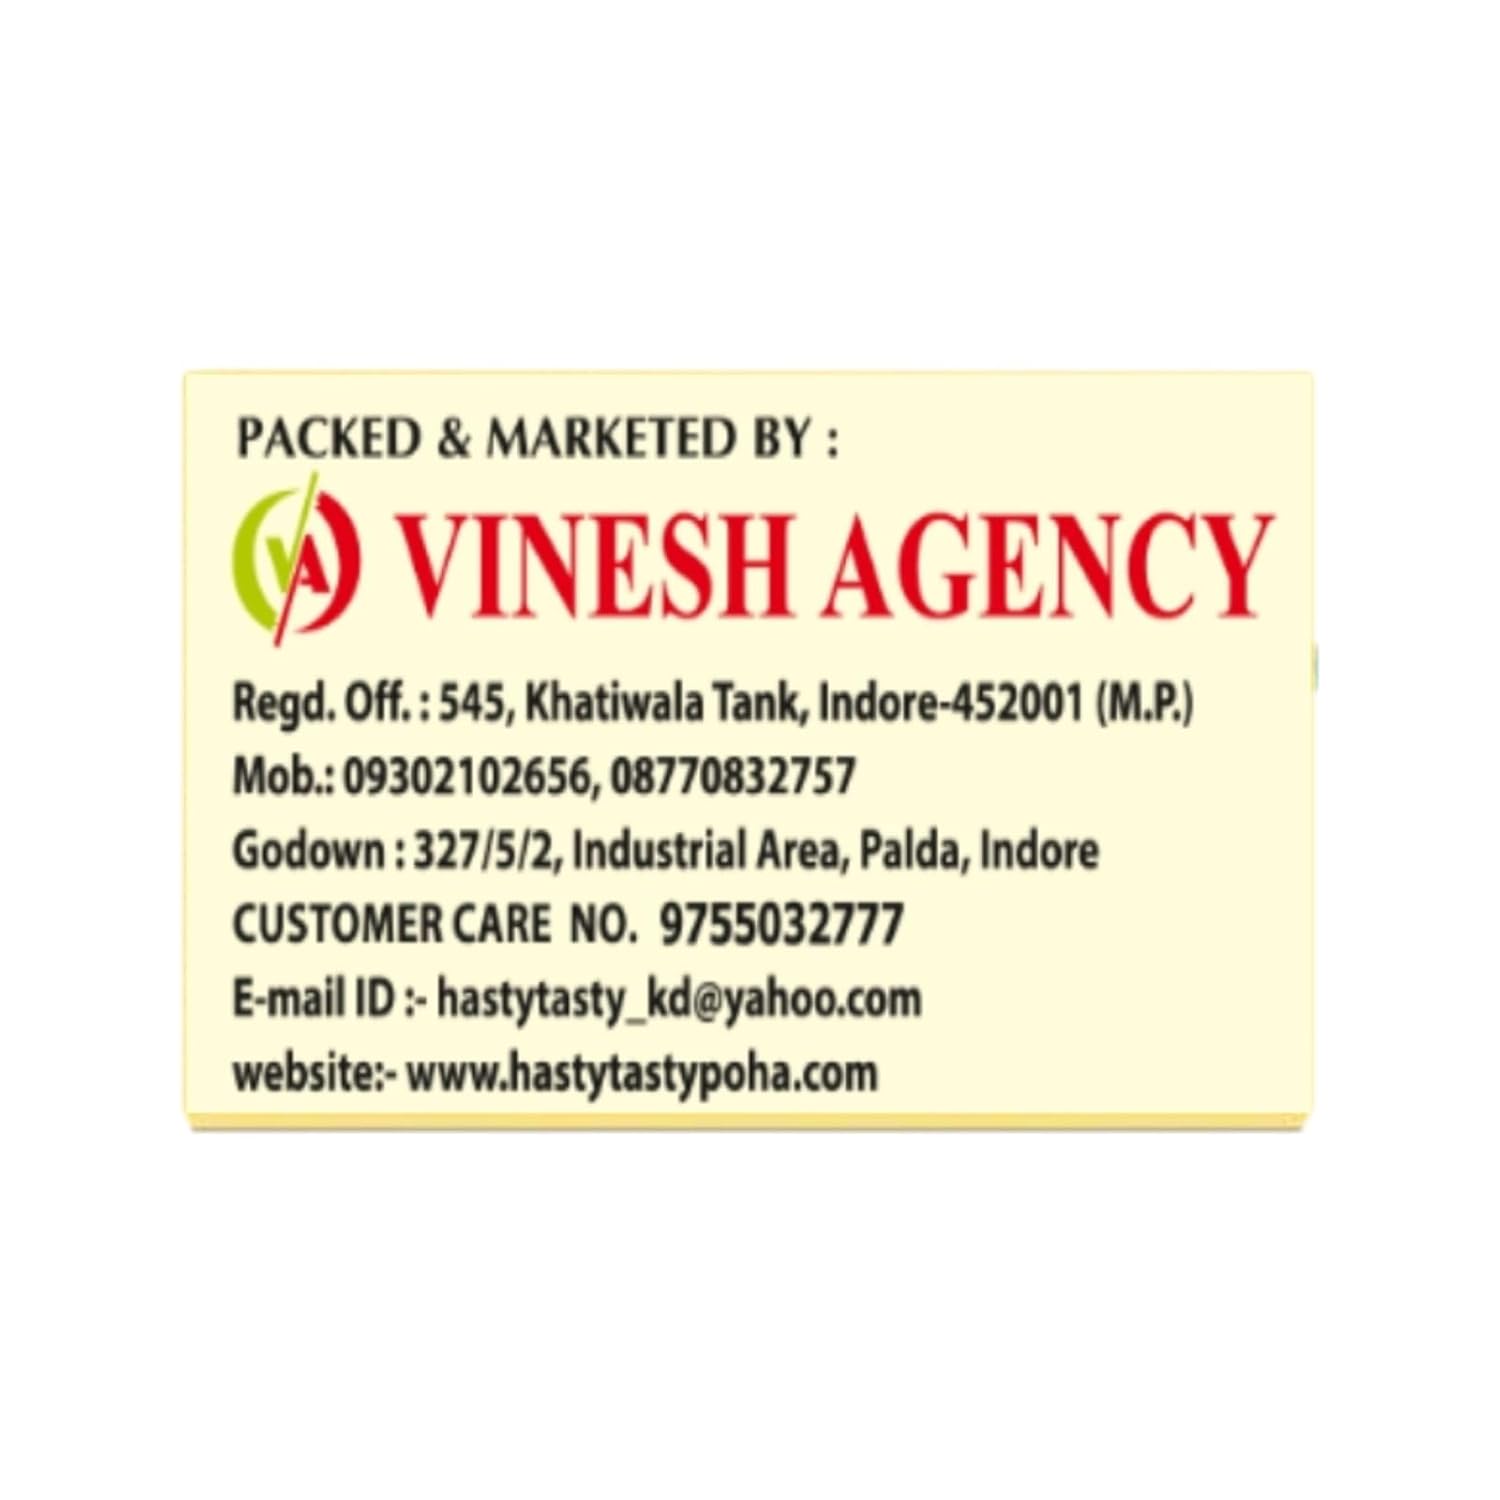 PACKED & MARKETED BY :
VA VINESH AGENCY
Regd. Off. : 545, Khatiwala Tank, Indore-452001 (M.P.)
Mob.: 09302102656, 08770832757
Godown : 327/5/2, Industrial Area, Palda, Indore
CUSTOMER CARE NO. 9755032777
E-mail ID :- hastytasty_kd@yahoo.com
website:- www.hastytastypoha.com